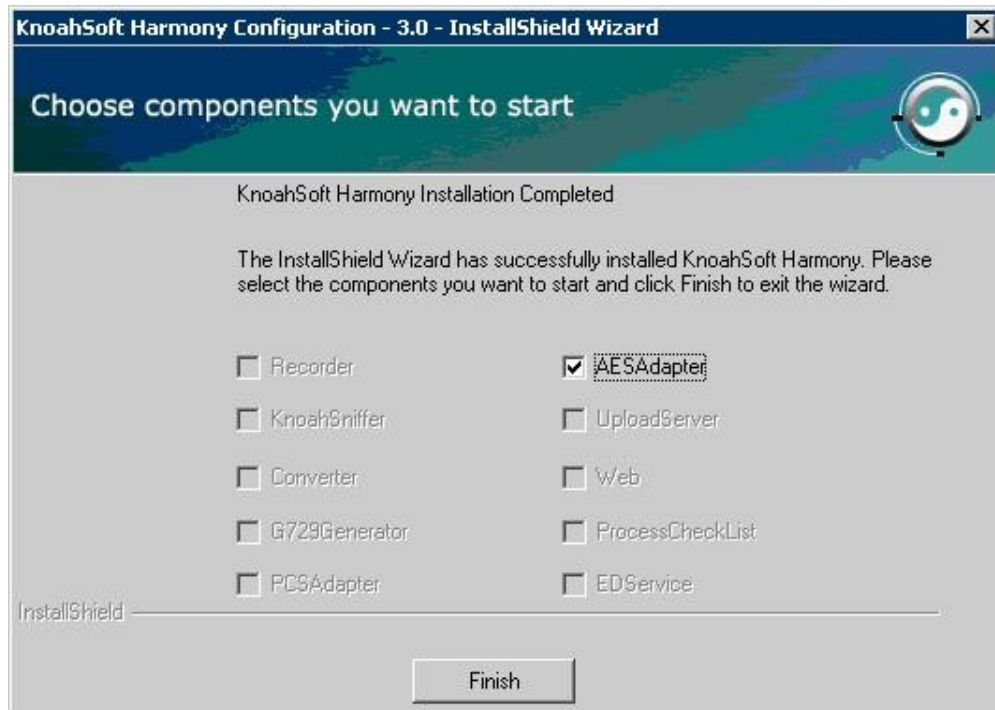 KnoahSoft Harmony Configuration - 3.0 - InstallShield Wizard
Choose components you want to start
KnoahSoft Harmony Installation Completed
The InstallShield Wizard has successfully installed KnoahSoft Harmony. Please
select the components you want to start and click Finish to exit the wizard.
Recorder
AESAdapter
KnoahSniffer
UploadServer
Converter
Web
G729Generator
ProcessCheckList
PCSAdapter
EDService
InstallShield
Finish